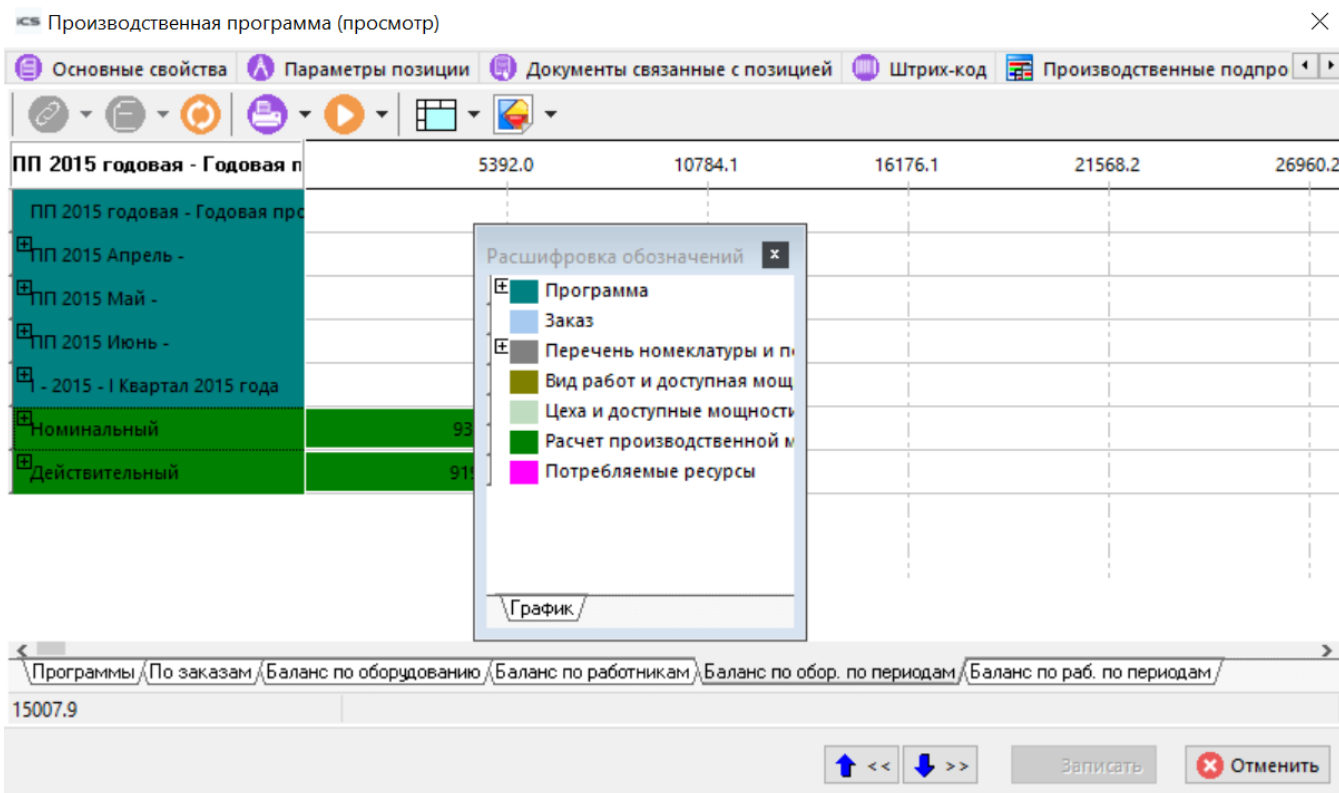 iCS Производственная программа (просмотр)
Основные свойства Параметры позиции Документы связанные с позицией Штрих-код Производственные подпро
ПП 2015 годовая - Годовая п 5392.0 10784.1 16176.1 21568.2 26960.2
ПП 2015 годовая - Годовая про
ПП 2015 Апрель -
ПП 2015 Май -
ПП 2015 Июнь -
I - 2015 - I Квартал 2015 года
Номинальный 93
Действительный 919
Расшифровка обозначений
Программа
Заказ
Перечень номеклатуры и по
Вид работ и доступная мощ
Цеха и доступные мощности
Расчет производственной м
Потребляемые ресурсы
График
Программы По заказам Баланс по оборудованию Баланс по работникам Баланс по обор. по периодам Баланс по раб. по периодам
15007.9
<< >> Записать Отменить